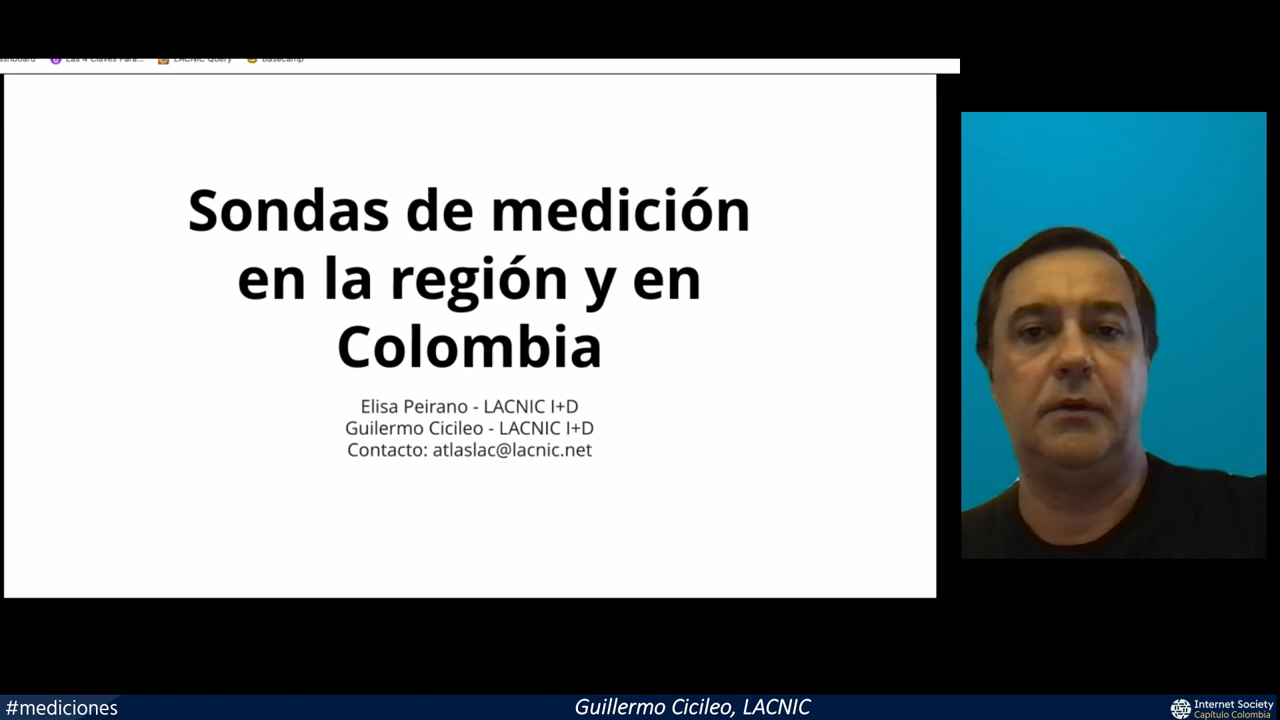 Las 4 Claves Para...
LACNIC Query
Basecamp
Sondas de medición
en la región y en
Colombia
Elisa Peirano - LACNIC I+D
Guilermo Cicileo - LACNIC I+D
Contacto: atlaslac@lacnic.net
#mediciones
Guillermo Cicileo, LACNIC
Internet Society
Capítulo Colombia